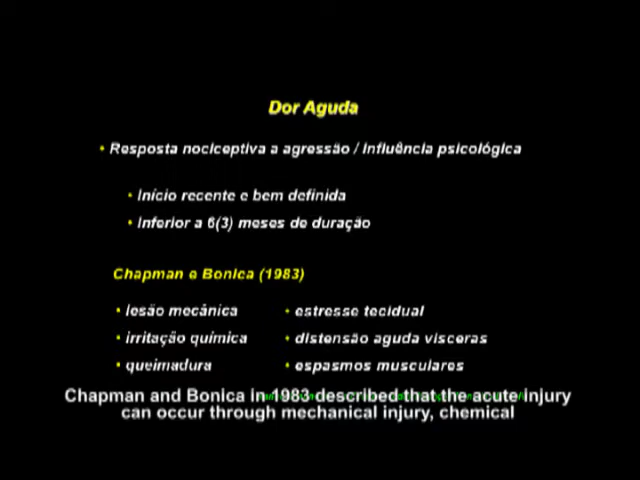 Dor Aguda
• Resposta nociceptiva a agressão / Influência psicológica
• Início recente e bem definida
• Inferior a 6(3) meses de duração
Chapman e Bonica (1983)
• lesão mecânica
• irritação química
• queimadura
• estresse tecidual
• distensão aguda visceras
• espasmos musculares
Chapman and Bonica in 1983 described that the acute injury
can occur through mechanical injury, chemical